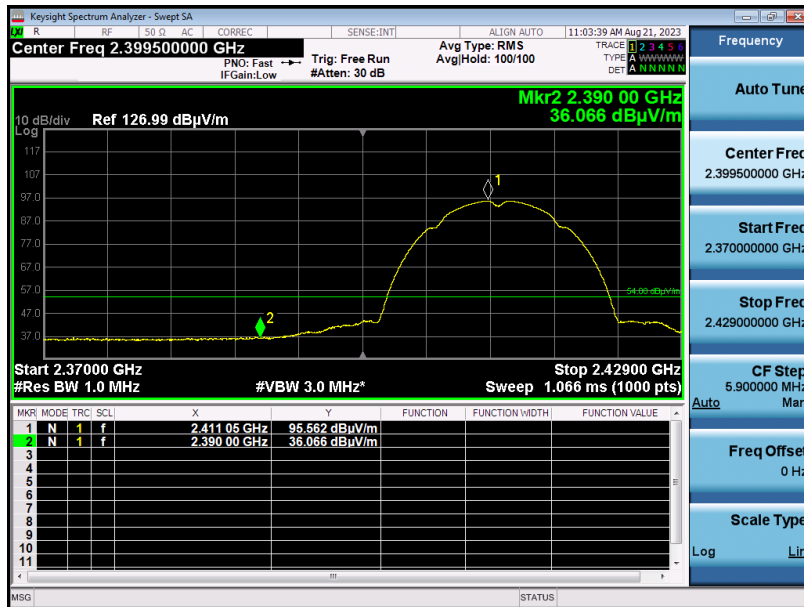 Keysight Spectrum Analyzer - Swept SA
LXI R RF 50 Ω AC CORREC SENSE:INT ALIGN AUTO 11:03:39 AM Aug 21, 2023
Center Freq 2.399500000 GHz
PNO: Fast
IFGain:Low
Trig: Free Run
#Atten: 30 dB
Avg Type: RMS
Avg|Hold: 100/100
TRACE 1 2 3 4 5 6
TYPE A W W W W W
DET A N N N N N
Mkr2 2.390 00 GHz
36.066 dBµV/m
10 dB/div Ref 126.99 dBµV/m
Log
117
107
97.0
87.0
77.0
67.0
57.0
47.0
37.0
1
2
54.00 dBµV/m
Start 2.37000 GHz Stop 2.42900 GHz
#Res BW 1.0 MHz #VBW 3.0 MHz* Sweep 1.066 ms (1000 pts)
MKR MODE TRC SCL X Y FUNCTION FUNCTION WIDTH FUNCTION VALUE
1 N 1 f 2.411 05 GHz 95.562 dBµV/m
2 N 1 f 2.390 00 GHz 36.066 dBµV/m
3
4
5
6
7
8
9
10
11
MSG STATUS
Frequency
Auto Tune
Center Freq
2.399500000 GHz
Start Freq
2.370000000 GHz
Stop Freq
2.429000000 GHz
CF Step
5.900000 MHz
Auto Man
Freq Offset
0 Hz
Scale Type
Log Lin